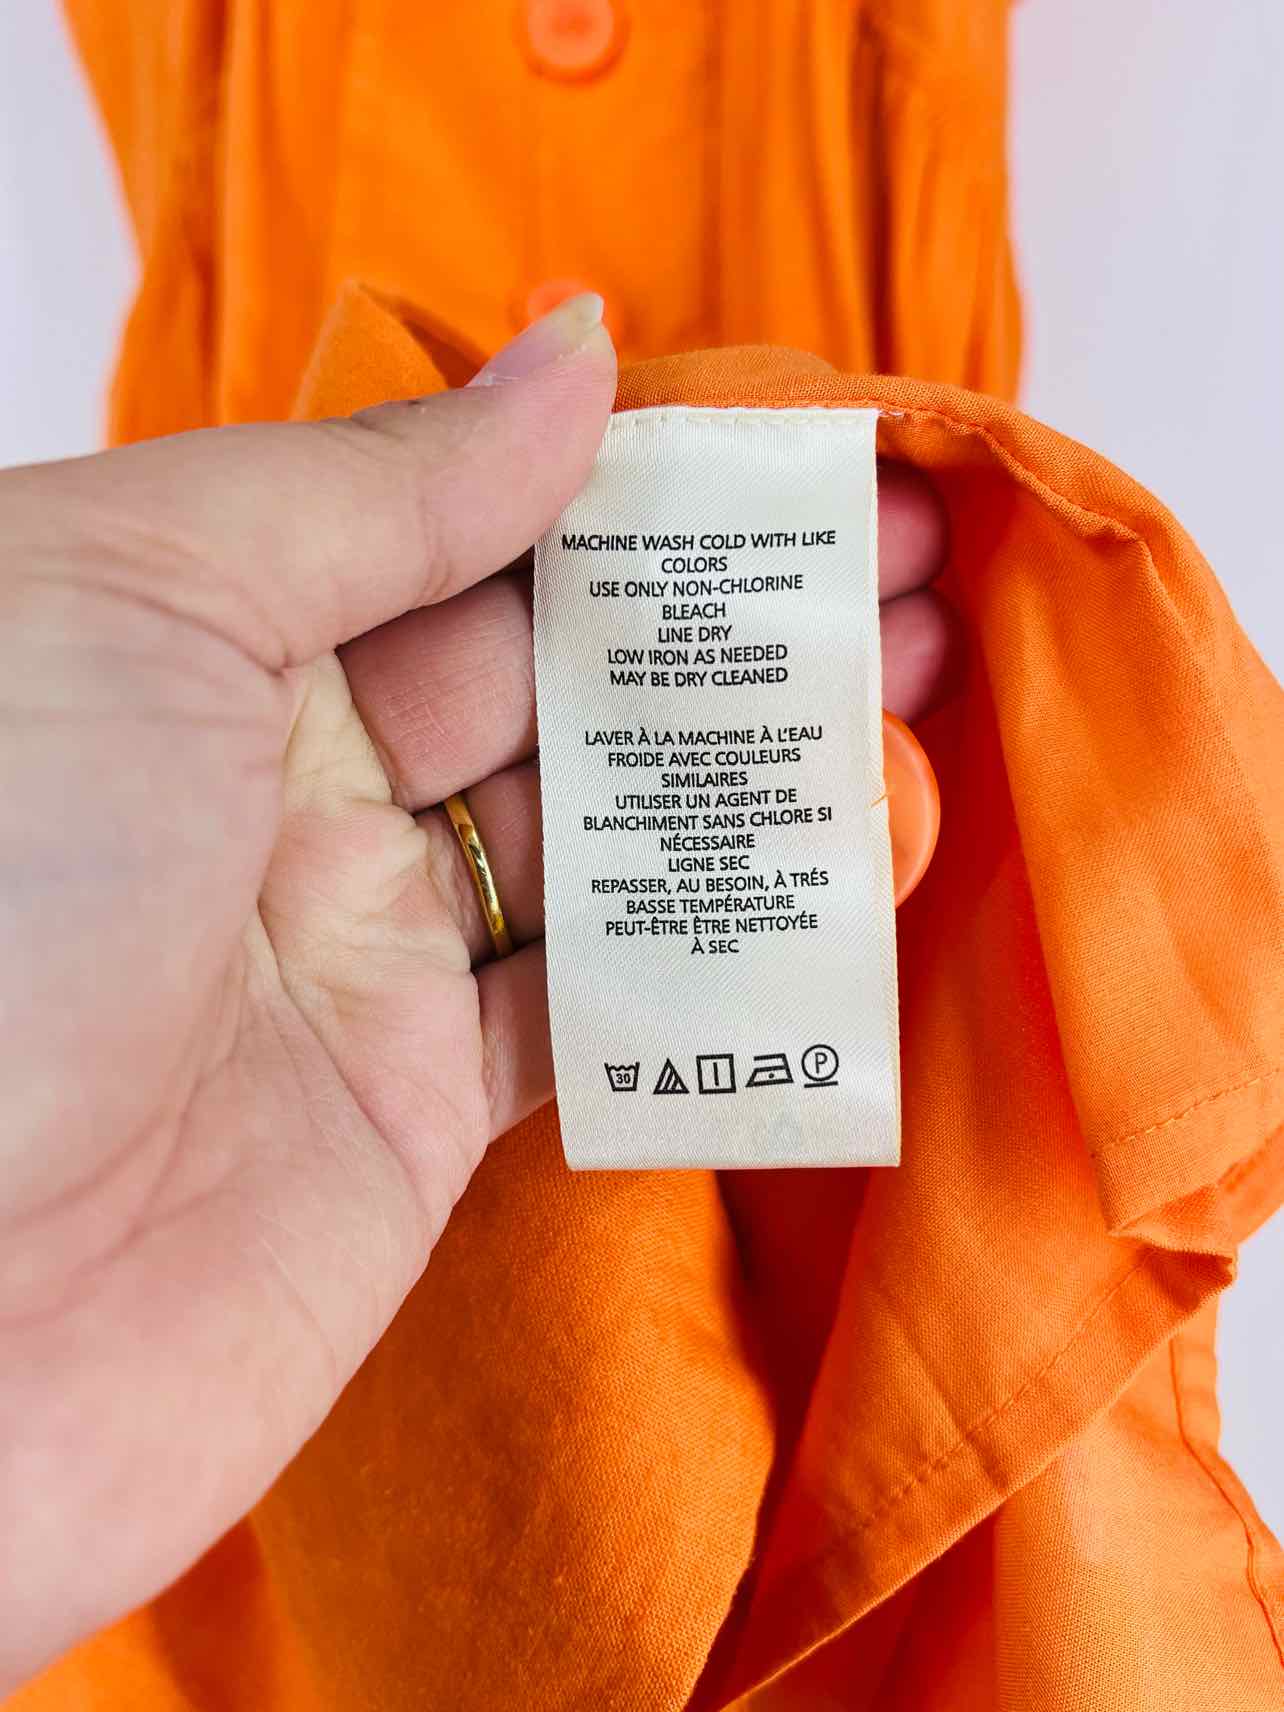 MACHINE WASH COLD WITH LIKE
COLORS
USE ONLY NON-CHLORINE
BLEACH
LINE DRY
LOW IRON AS NEEDED
MAY BE DRY CLEANED
LAVER À LA MACHINE À L'EAU
FROIDE AVEC COULEURS
SIMILAIRES
UTILISER UN AGENT DE
BLANCHIMENT SANS CHLORE SI
NÉCESSAIRE
LIGNE SEC
REPASSER, AU BESOIN, À TRÉS
BASSE TEMPÉRATURE
PEUT-ÊTRE ÊTRE NETTOYÉE
À SEC
30 P